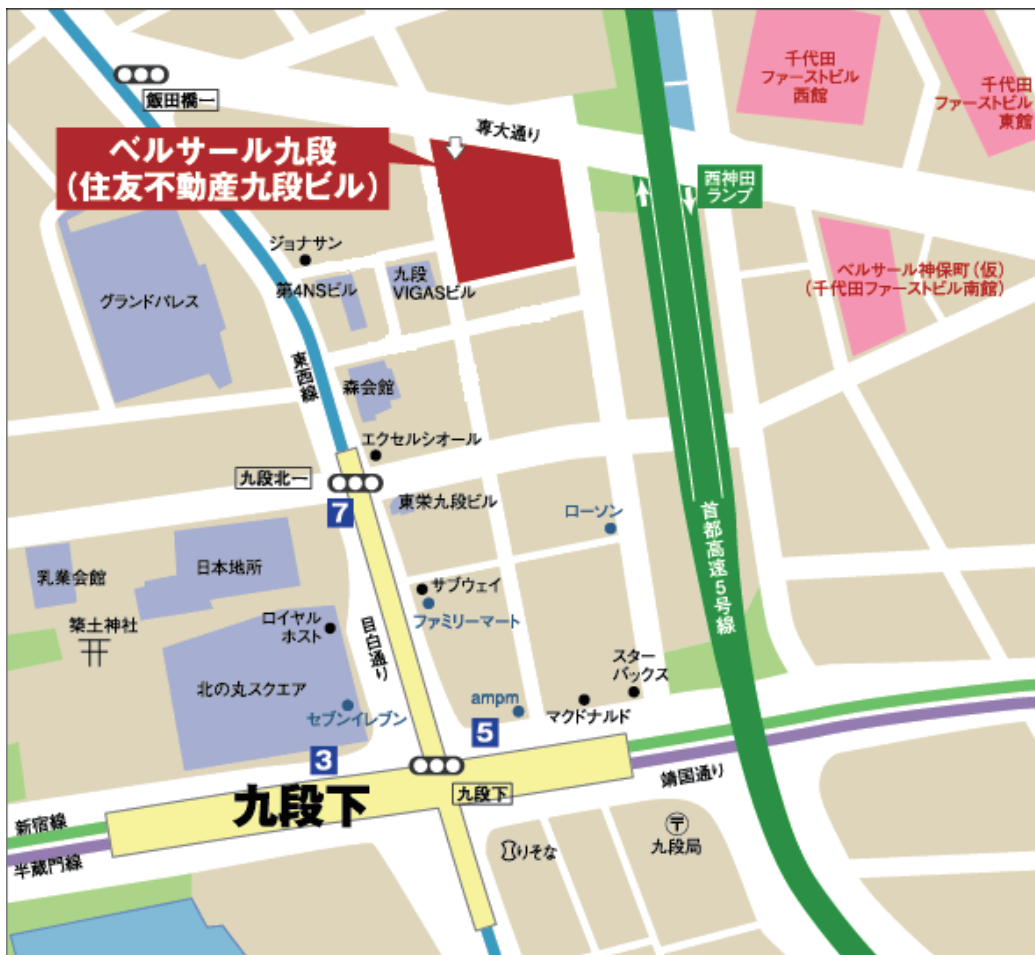 飯田橋一
専大通り
千代田
ファーストビル
西館
千代田
ファーストビル
東館
ベルサール九段
(住友不動産九段ビル)
西神田
ランプ
ジョナサン
グランドパレス
第4NSビル
九段
VIGASビル
ベルサール神保町(仮)
(千代田ファーストビル南館)
東西線
森会館
エクセルシオール
九段北一
7
東栄九段ビル
ローソン
首都高速5号線
乳業会館
日本地所
サブウェイ
ファミリーマート
築土神社
ロイヤル
ホスト
目白通り
北の丸スクエア
セブンイレブン
スター
バックス
ampm
マクドナルド
3
5
九段下
九段下
靖国通り
新宿線
半蔵門線
りそな
〒
九段局